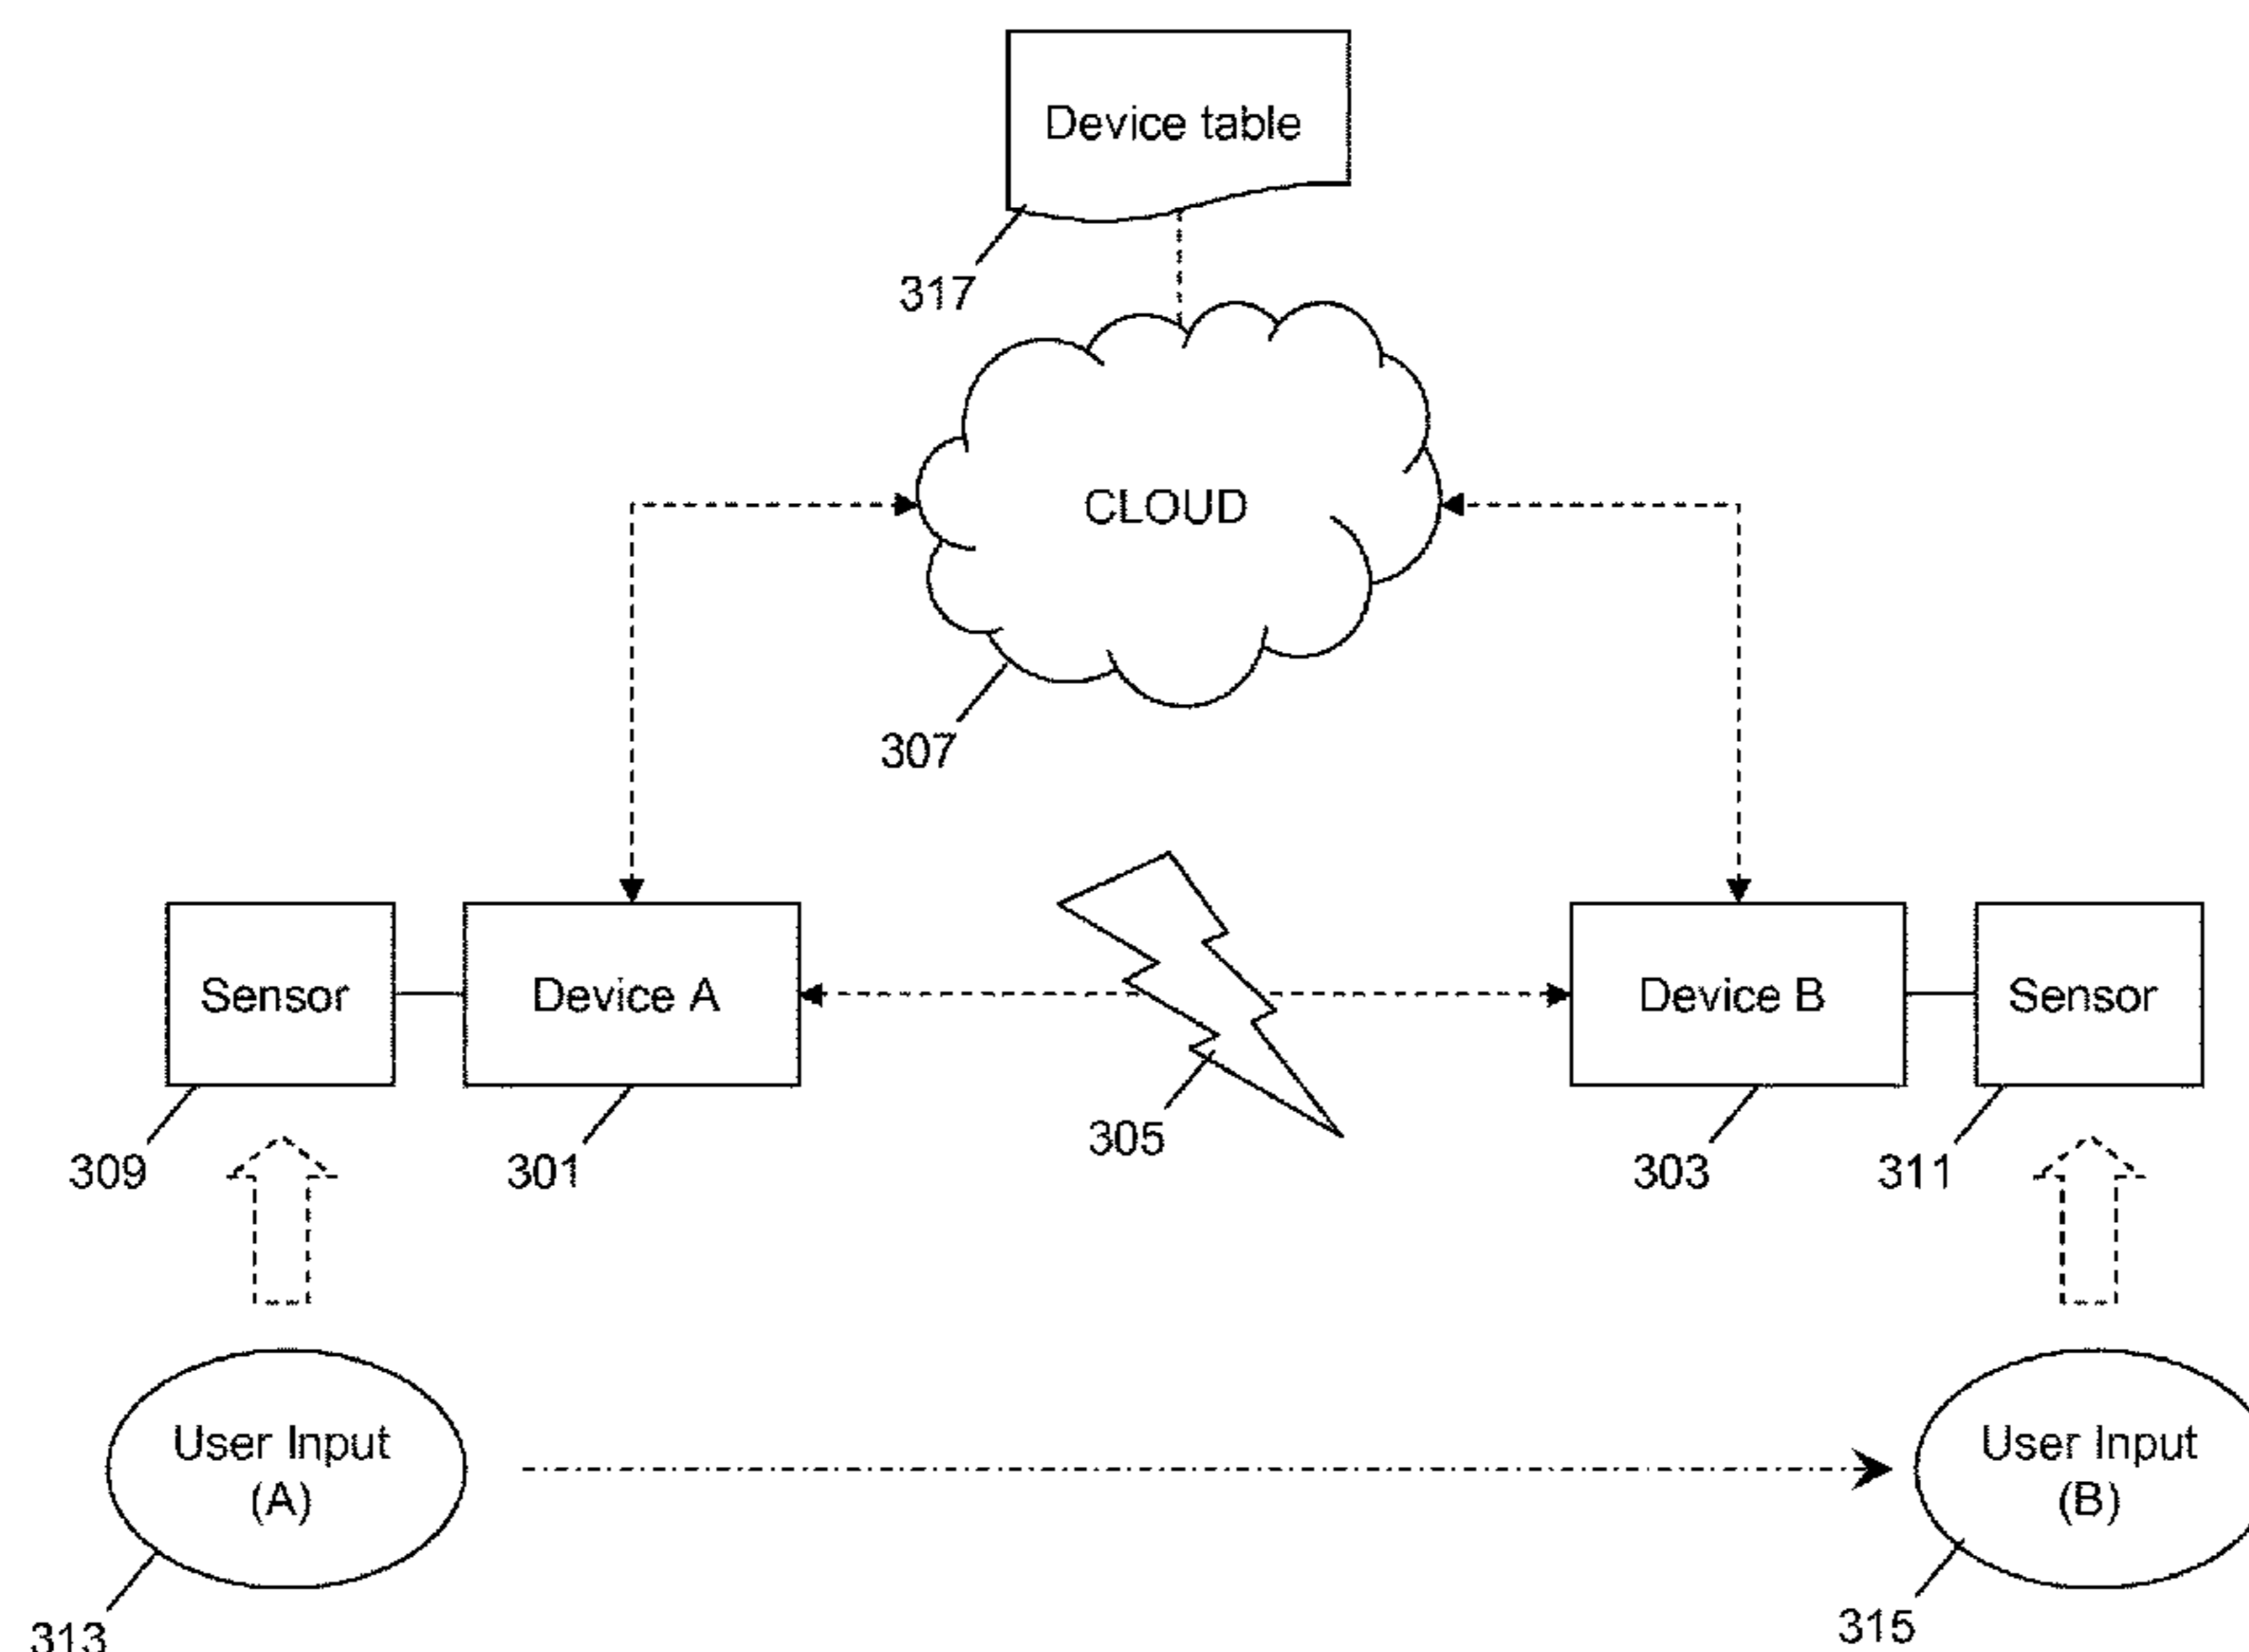 Device table
317
CLOUD
307
Sensor
Device A
Device B
Sensor
309
301
305
303
311
User Input
(A)
User Input
(B)
313
315